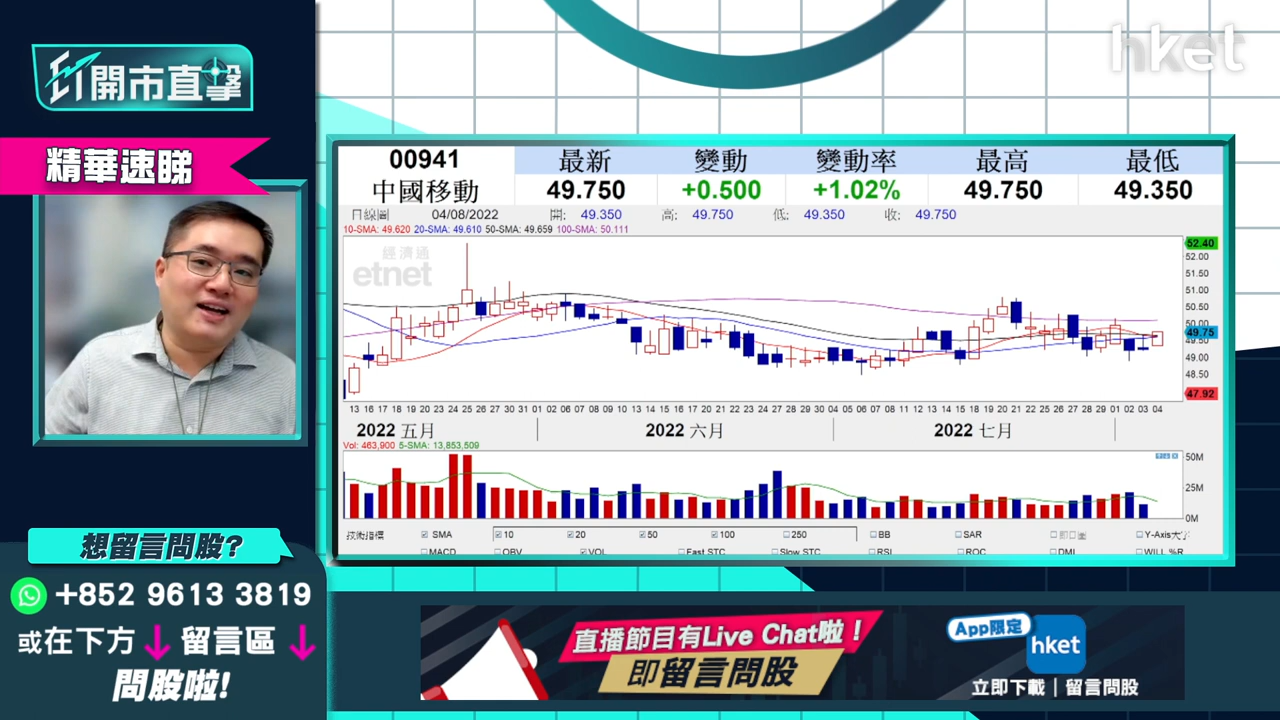 ET開市直擊
hket
精華速睇
00941 最新 變動 變動率 最高 最低
中國移動 49.750 +0.500 +1.02% 49.750 49.350
日線圖 04/08/2022 開: 49.350 高: 49.750 低: 49.350 收: 49.750
10-SMA: 49.620 20-SMA: 49.610 50-SMA: 49.659 100-SMA: 50.111
經濟通
etnet
52.40
52.00
51.50
51.00
50.50
50.00
49.75
49.50
49.00
48.50
47.92
13 16 17 18 19 20 23 24 25 26 27 30 31 01 02 06 07 08 09 10 13 14 15 16 17 20 21 22 23 24 27 28 29 30 04 05 06 07 08 11 12 13 14 15 18 19 20 21 22 25 26 27 28 29 01 02 03 04
2022 五月 2022 六月 2022 七月
Vol: 463,900 5-SMA: 13,853,509
50M
25M
0M
技術指標 SMA 10 20 50 100 250 BB SAR Y-Axis大字
MACD OBV VOL Fast STC Slow STC RSI ROC DMI WILL %R
想留言問股?
+852 9613 3819
或在下方 留言區
問股啦!
直播節目有Live Chat啦!
即留言問股
App限定
hket
立即下載|留言問股